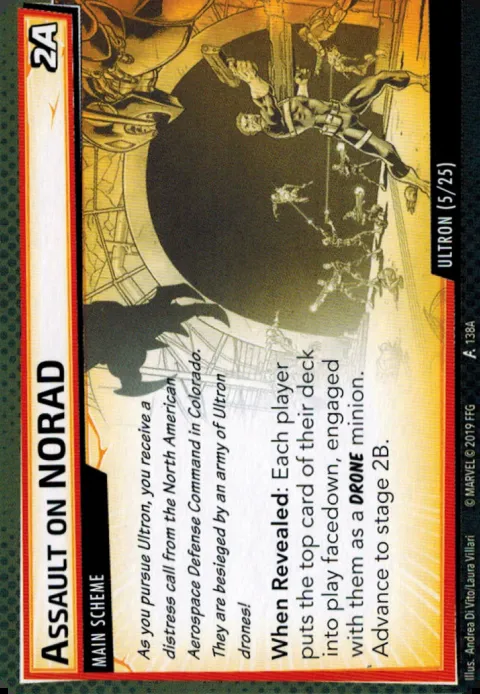 ASSAULT ON NORAD
2A
MAIN SCHEME
As you pursue Ultron, you receive a
distress call from the North American
Aerospace Defense Command in Colorado.
They are besieged by an army of Ultron
drones!
When Revealed: Each player
puts the top card of their deck
into play facedown, engaged
with them as a DRONE minion.
Advance to stage 2B.
ULTRON (5/25)
Illus. Andrea Di Vito/Laura Villari © MARVEL © 2019 FFG A 138A